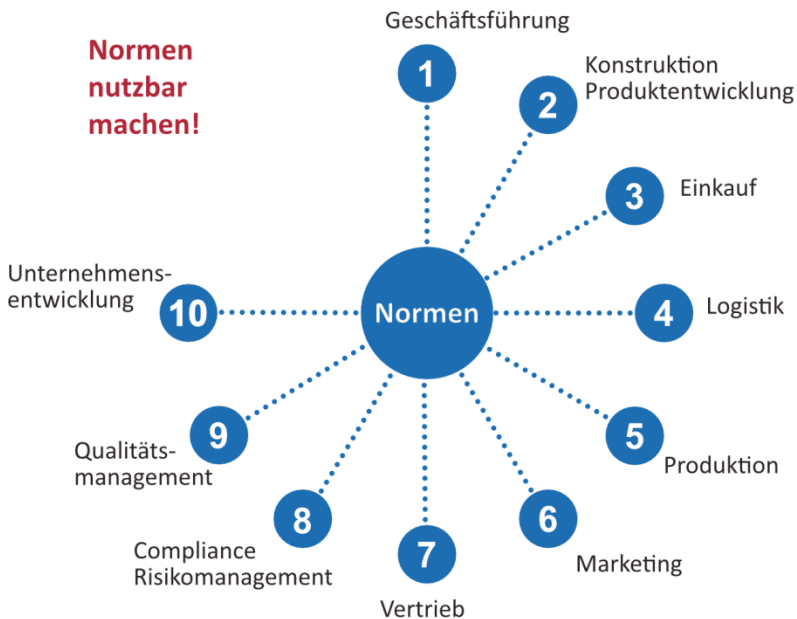 Normen
nutzbar
machen!
Geschäftsführung
1
Konstruktion
Produktentwicklung
2
Einkauf
3
Logistik
4
Produktion
5
Marketing
6
Vertrieb
7
Compliance
Risikomanagement
8
Qualitäts-
management
9
Unternehmens-
entwicklung
10
Normen